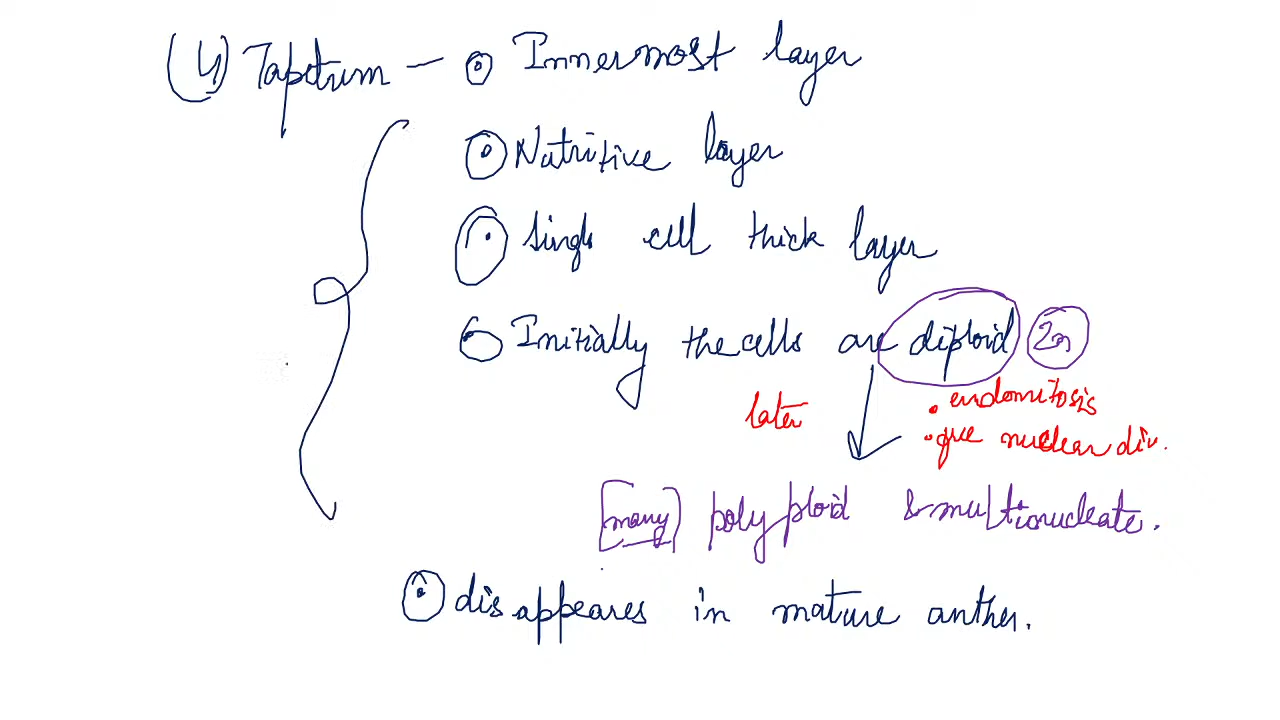 (4) Tapetum — Innermost layer
Nutritive layer
Single cell thick layer
Initially the cells are diploid 2n
later . endomitosis
. free nuclear div.
[many] polyploid & multinucleate.
disappeares in mature anther.